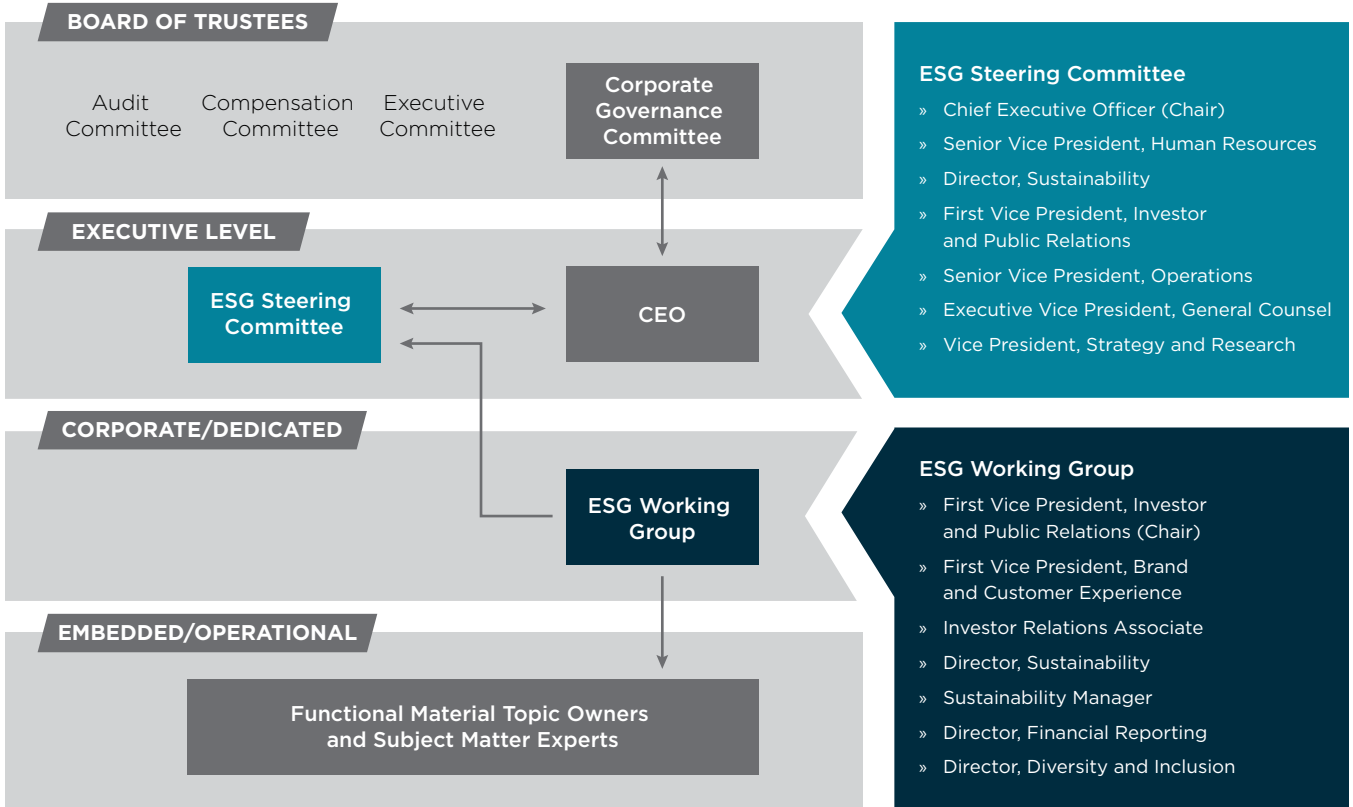 BOARD OF TRUSTEES
Audit
Committee
Compensation
Committee
Executive
Committee
Corporate
Governance
Committee
EXECUTIVE LEVEL
ESG Steering
Committee
CEO
CORPORATE/DEDICATED
ESG Working
Group
EMBEDDED/OPERATIONAL
Functional Material Topic Owners
and Subject Matter Experts
ESG Steering Committee
» Chief Executive Officer (Chair)
» Senior Vice President, Human Resources
» Director, Sustainability
» First Vice President, Investor
and Public Relations
» Senior Vice President, Operations
» Executive Vice President, General Counsel
» Vice President, Strategy and Research
ESG Working Group
» First Vice President, Investor
and Public Relations (Chair)
» First Vice President, Brand
and Customer Experience
» Investor Relations Associate
» Director, Sustainability
» Sustainability Manager
» Director, Financial Reporting
» Director, Diversity and Inclusion